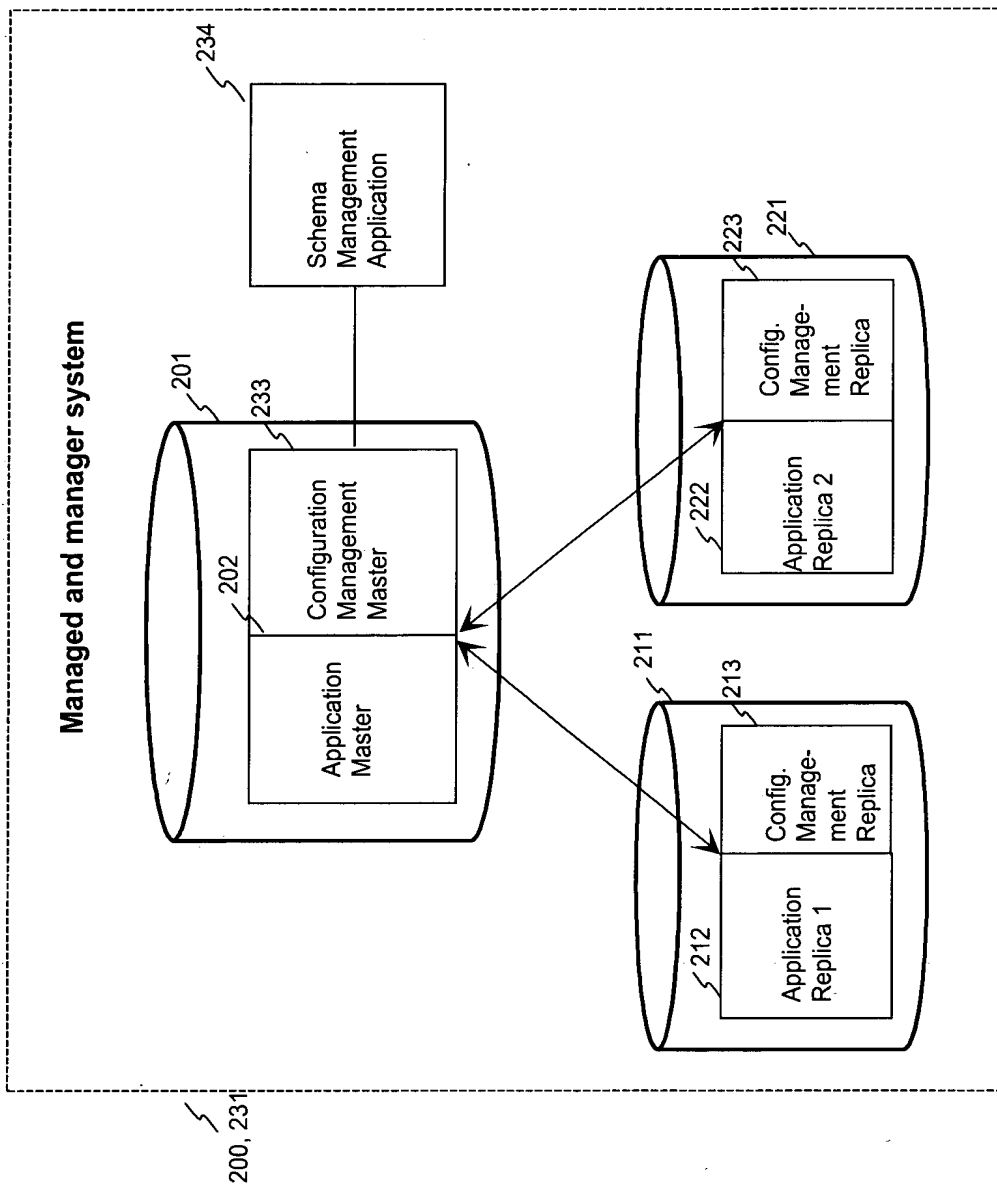 Managed and manager system
201
233
202
234
Application
Master
Configuration
Management
Master
Schema
Management
Application
211
213
212
Application
Replica 1
Config.
Manage-
ment
Replica
221
223
222
Application
Replica 2
Config.
Manage-
ment
Replica
200, 231